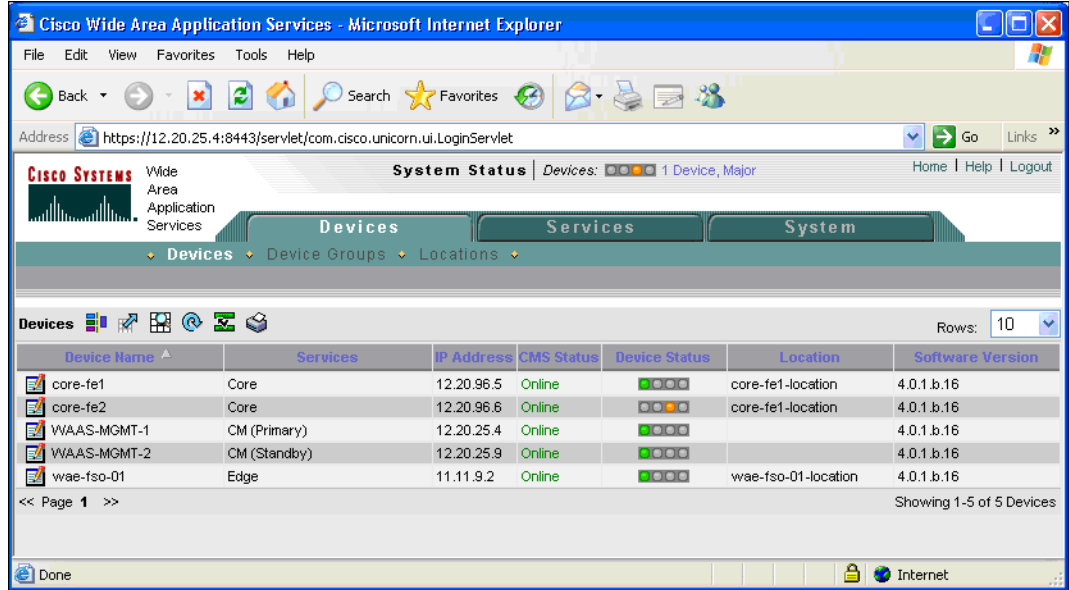 Cisco Wide Area Application Services - Microsoft Internet Explorer
File Edit View Favorites Tools Help
Back Search Favorites
Address https://12.20.25.4:8443/servlet/com.cisco.unicorn.ui.LoginServlet Go Links »
CISCO SYSTEMS
Wide
Area
Application
Services
System Status | Devices: 1 Device, Major
Home | Help | Logout
Devices Services System
Devices Device Groups Locations
Devices Rows: 10
Device Name Services IP Address CMS Status Device Status Location Software Version
core-fe1 Core 12.20.96.5 Online core-fe1-location 4.0.1.b.16
core-fe2 Core 12.20.96.6 Online core-fe1-location 4.0.1.b.16
WAAS-MGMT-1 CM (Primary) 12.20.25.4 Online 4.0.1.b.16
WAAS-MGMT-2 CM (Standby) 12.20.25.9 Online 4.0.1.b.16
wae-fso-01 Edge 11.11.9.2 Online wae-fso-01-location 4.0.1.b.16
<< Page 1 >> Showing 1-5 of 5 Devices
Done Internet